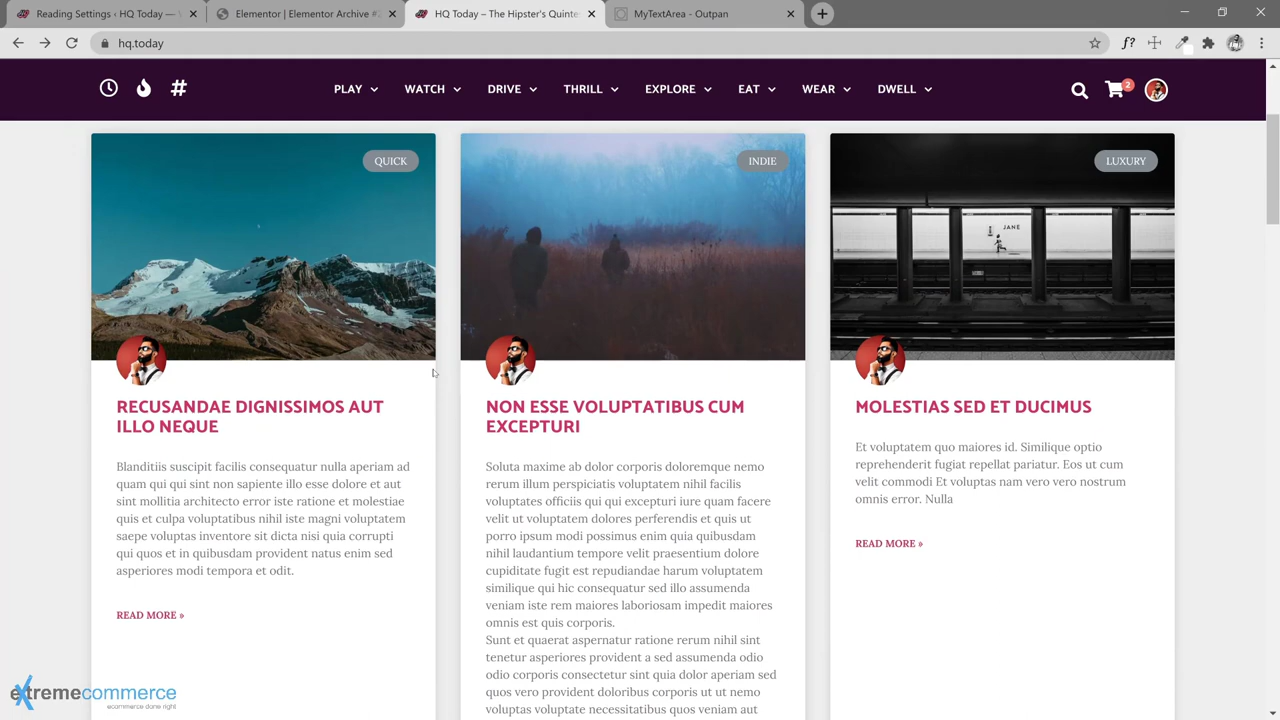 Reading Settings ‹ HQ Today —
Elementor | Elementor Archive #2
HQ Today – The Hipster's Quinte
MyTextArea - Outpan
hq.today
f?
#
PLAY
WATCH
DRIVE
THRILL
EXPLORE
EAT
WEAR
DWELL
2
QUICK
INDIE
LUXURY
JANE
RECUSANDAE DIGNISSIMOS AUT
ILLO NEQUE
Blanditiis suscipit facilis consequatur nulla aperiam ad
quam qui qui sint non sapiente illo esse dolore et aut
sint mollitia architecto error iste ratione et molestiae
quis et culpa voluptatibus nihil iste magni voluptatem
saepe voluptas inventore sit dicta nisi quia corrupti
qui quos et in quibusdam provident natus enim sed
asperiores modi tempora et odit.
READ MORE »
NON ESSE VOLUPTATIBUS CUM
EXCEPTURI
Soluta maxime ab dolor corporis doloremque nemo
rerum illum perspiciatis voluptatem nihil facilis
voluptates officiis qui qui excepturi iure quam facere
velit ut voluptatem dolores perferendis et quis ut
porro ipsum modi possimus enim quia quibusdam
nihil laudantium tempore velit praesentium dolore
cupiditate fugit est repudiandae harum voluptatem
similique qui hic consequatur sed illo assumenda
veniam iste rem maiores laboriosam impedit maiores
omnis est quis corporis.
Sunt et quaerat aspernatur ratione rerum nihil sint
tenetur asperiores provident a sed assumenda odio
odio corporis consectetur sint quia dolor aperiam sed
quos vero provident doloribus corporis ut ut nemo
voluptas voluptate necessitatibus quos veniam aut
MOLESTIAS SED ET DUCIMUS
Et voluptatem quo maiores id. Similique optio
reprehenderit fugiat repellat pariatur. Eos ut cum
velit commodi Et voluptas nam vero vero nostrum
omnis error. Nulla
READ MORE »
extremecommerce
ecommerce done right